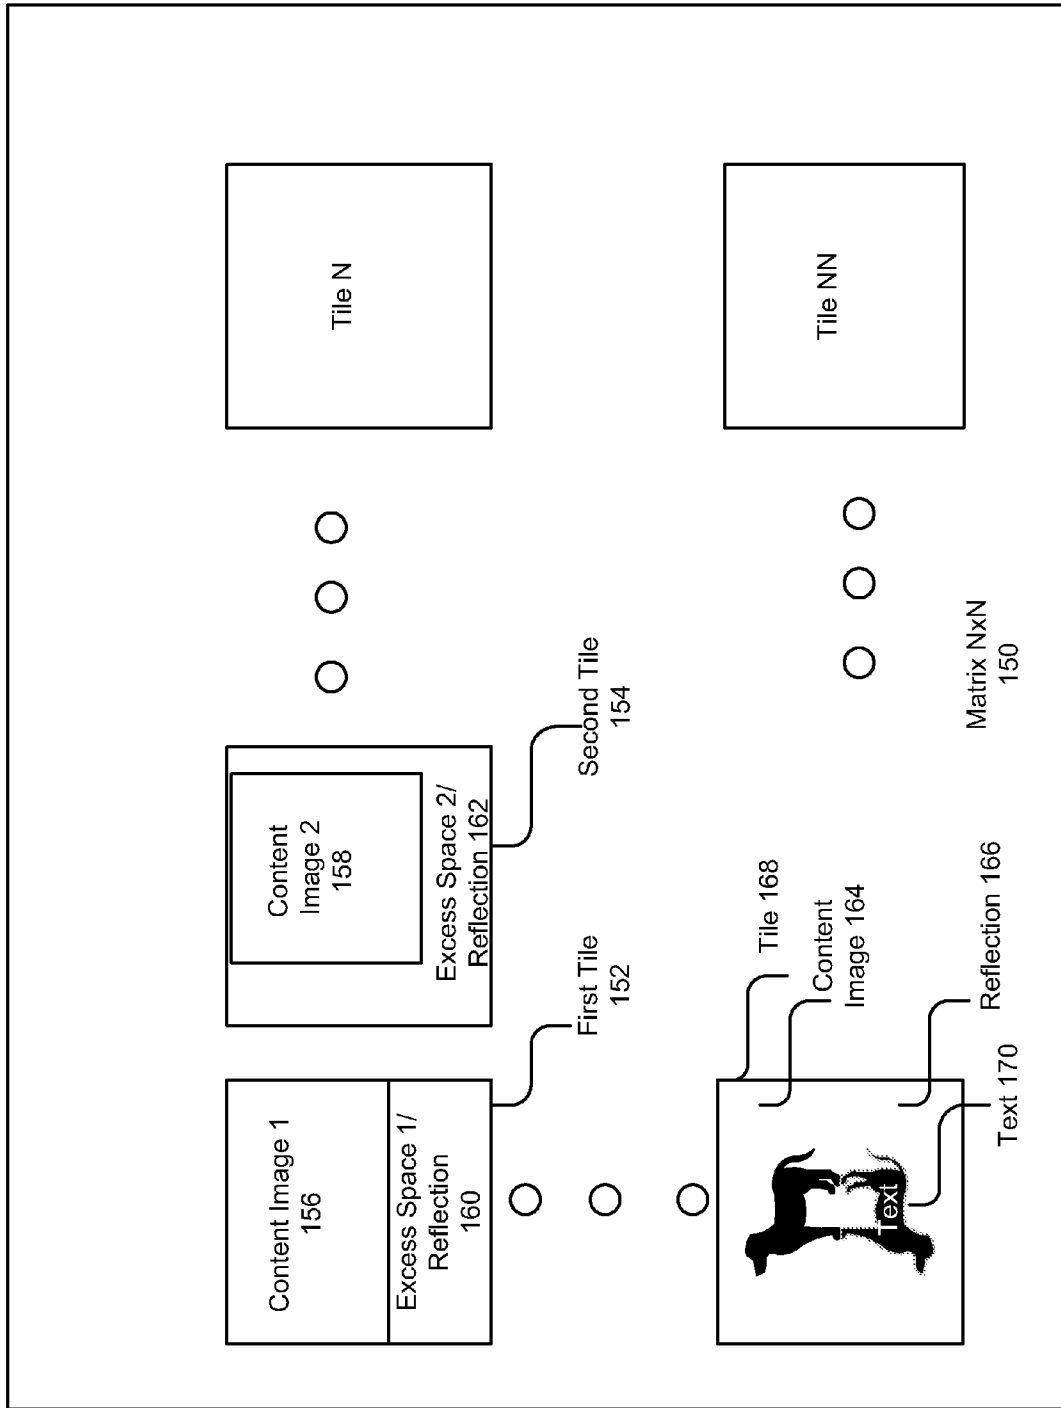 Content Image 1
156
Excess Space 1/
Reflection
160
First Tile
152
Content
Image 2
158
Excess Space 2/
Reflection 162
Second Tile
154
Tile N
Text
Tile 168
Content
Image 164
Reflection 166
Text 170
Tile NN
Matrix NxN
150